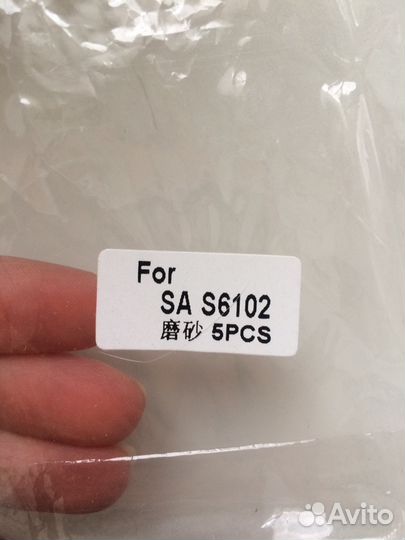 For
SA S6102
磨砂 5PCS
Avito